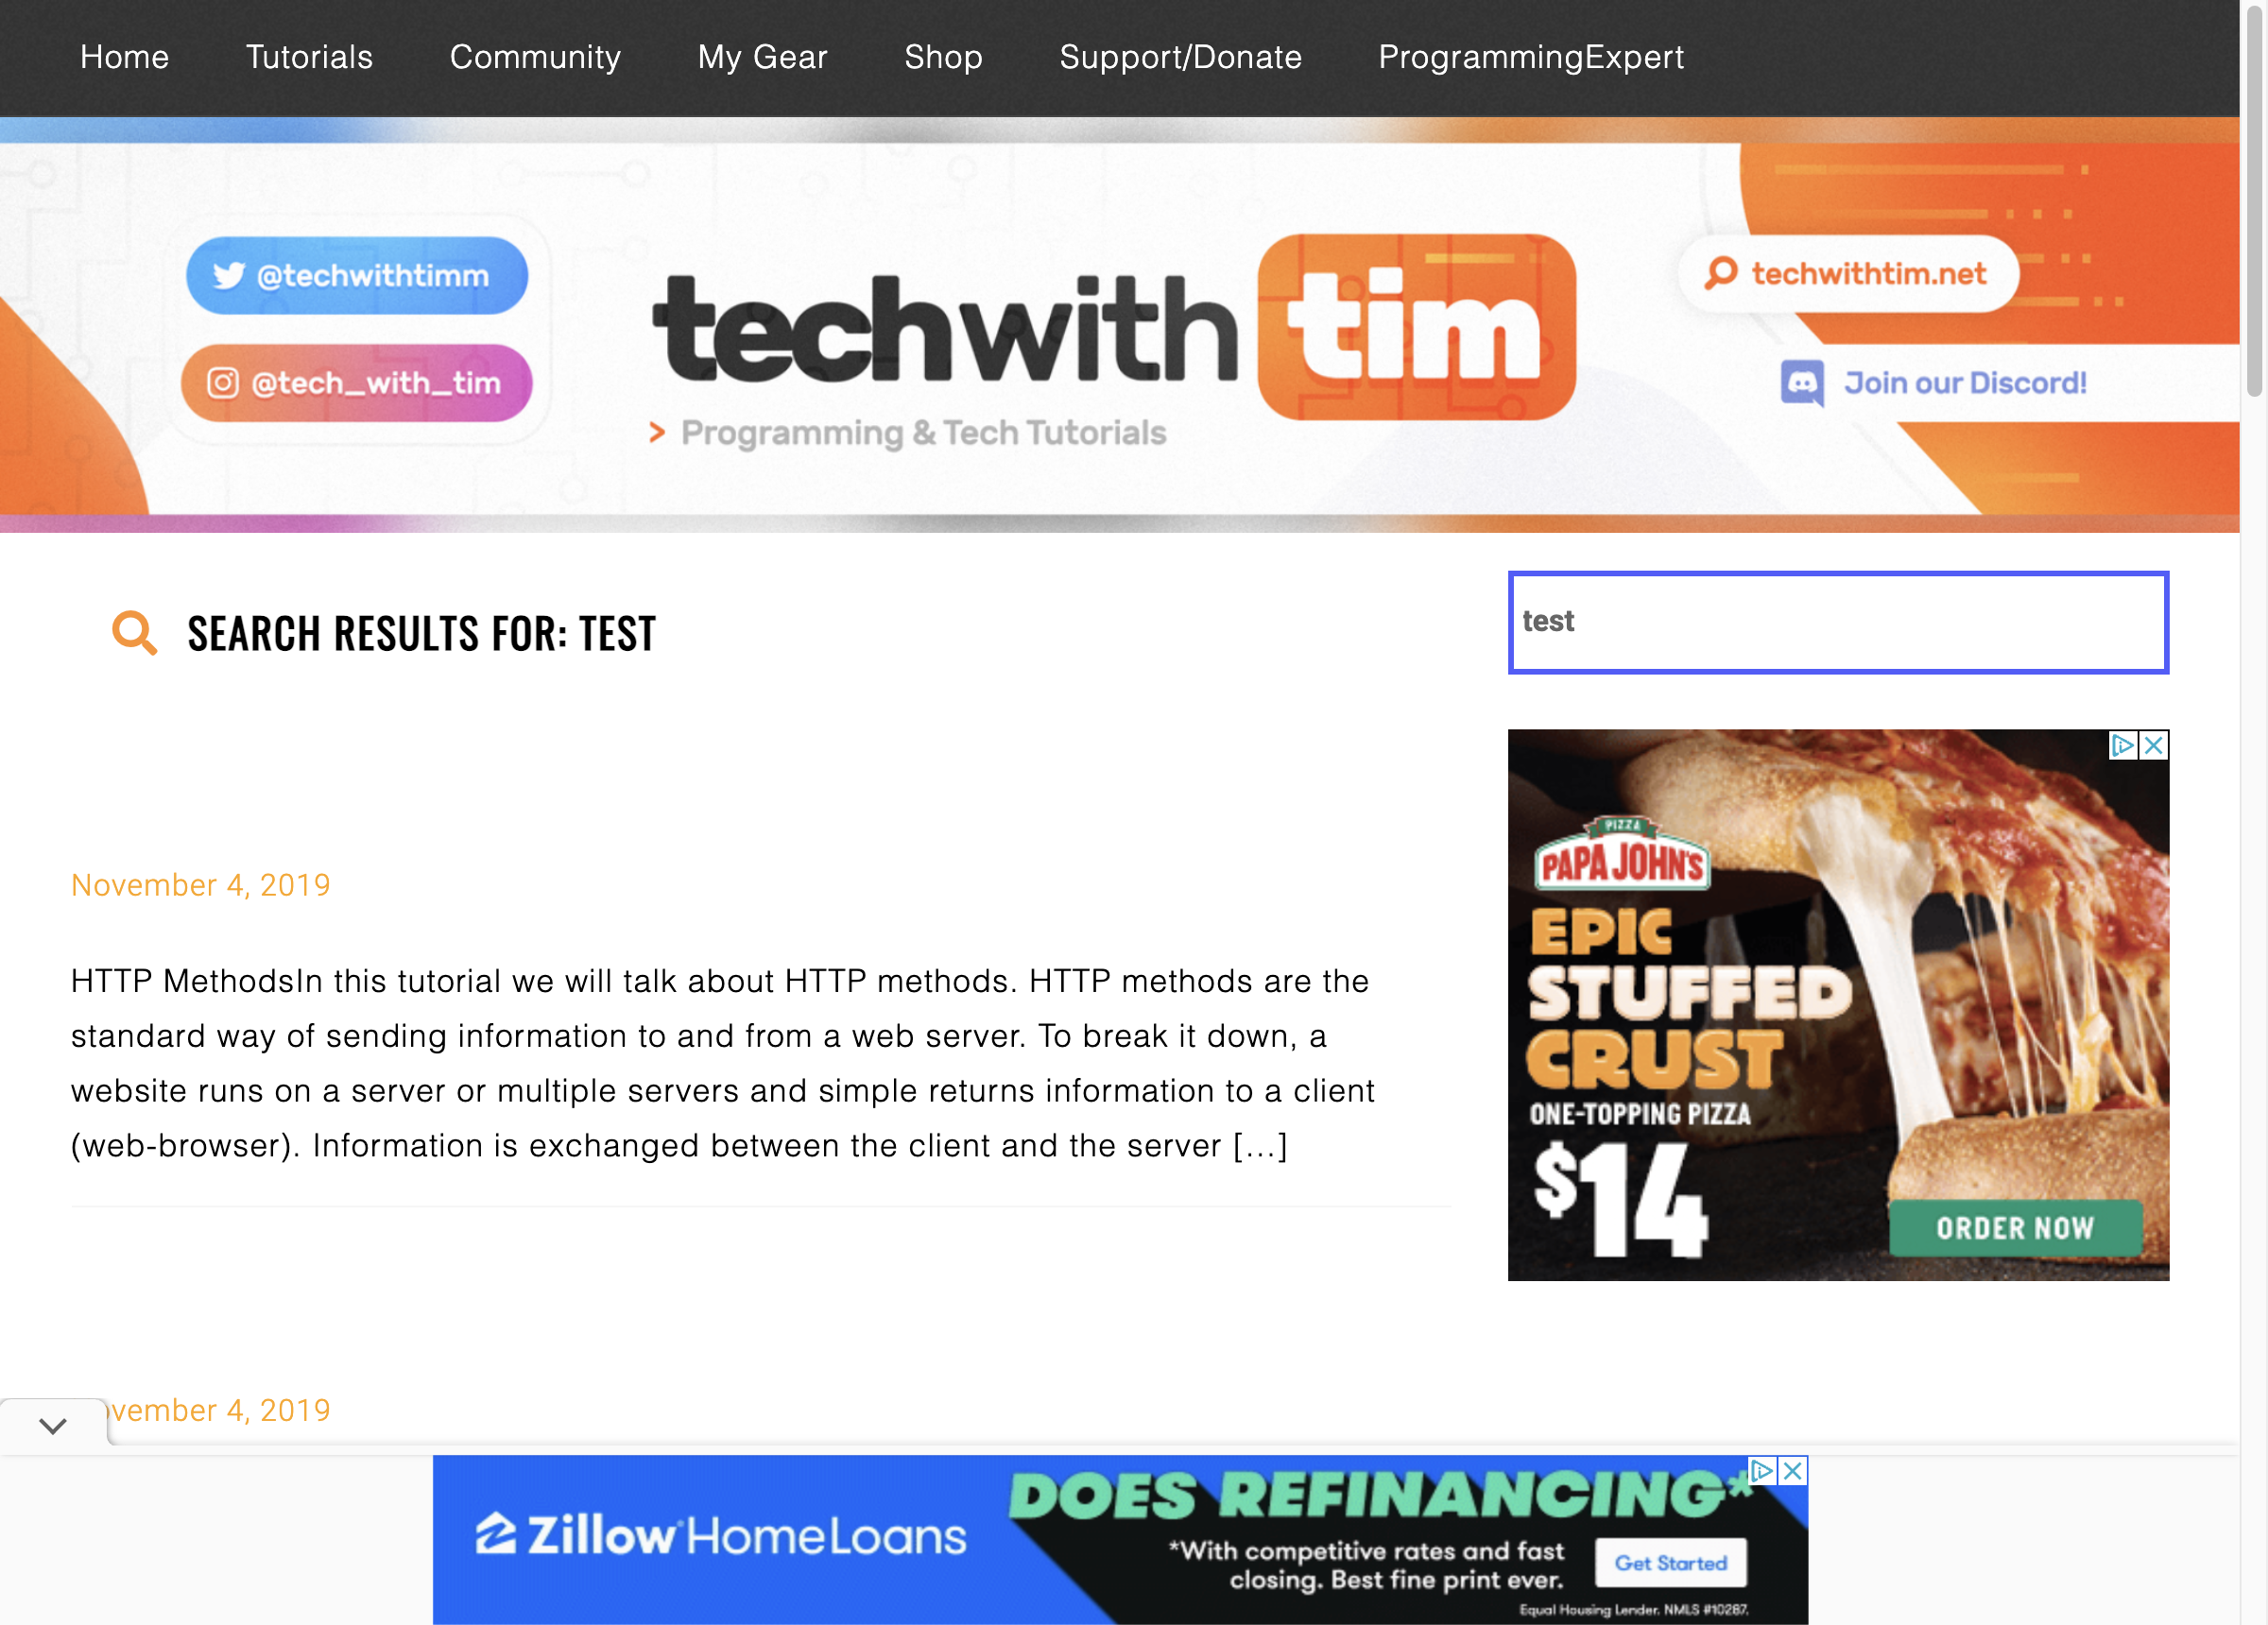 Home Tutorials Community My Gear Shop Support/Donate ProgrammingExpert
@techwithtimm
@tech_with_tim
techwith tim
> Programming & Tech Tutorials
techwithtim.net
Join our Discord!
SEARCH RESULTS FOR: TEST
November 4, 2019
HTTP MethodsIn this tutorial we will talk about HTTP methods. HTTP methods are the
standard way of sending information to and from a web server. To break it down, a
website runs on a server or multiple servers and simple returns information to a client
(web-browser). Information is exchanged between the client and the server […]
vember 4, 2019
test
PIZZA
PAPA JOHN'S
EPIC
STUFFED
CRUST
ONE-TOPPING PIZZA
$14
ORDER NOW
Zillow HomeLoans
DOES REFINANCING*
*With competitive rates and fast
closing. Best fine print ever.
Get Started
Equal Housing Lender. NMLS #10287.